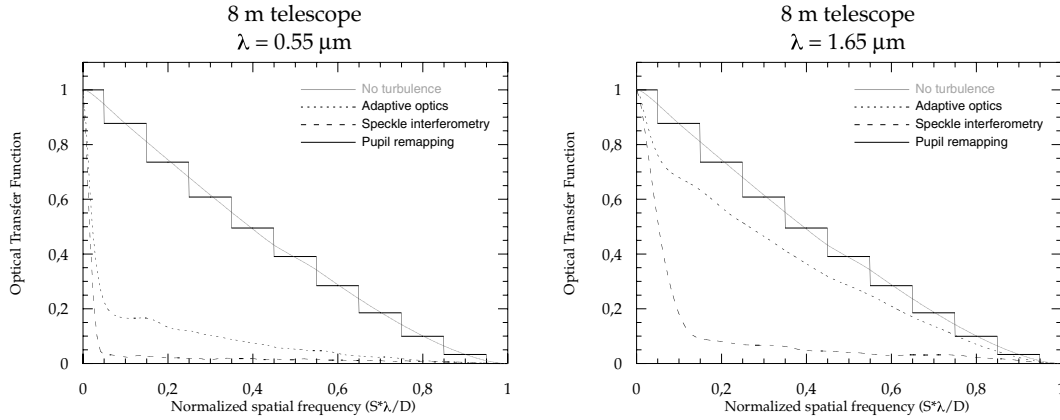 8 m telescope
λ = 0.55 µm
No turbulence
Adaptive optics
Speckle interferometry
Pupil remapping
Optical Transfer Function
1
0,8
0,6
0,4
0,2
0
0 0,2 0,4 0,6 0,8 1
Normalized spatial frequency (S*λ/D)
8 m telescope
λ = 1.65 µm
No turbulence
Adaptive optics
Speckle interferometry
Pupil remapping
Optical Transfer Function
1
0,8
0,6
0,4
0,2
0
0 0,2 0,4 0,6 0,8 1
Normalized spatial frequency (S*λ/D)